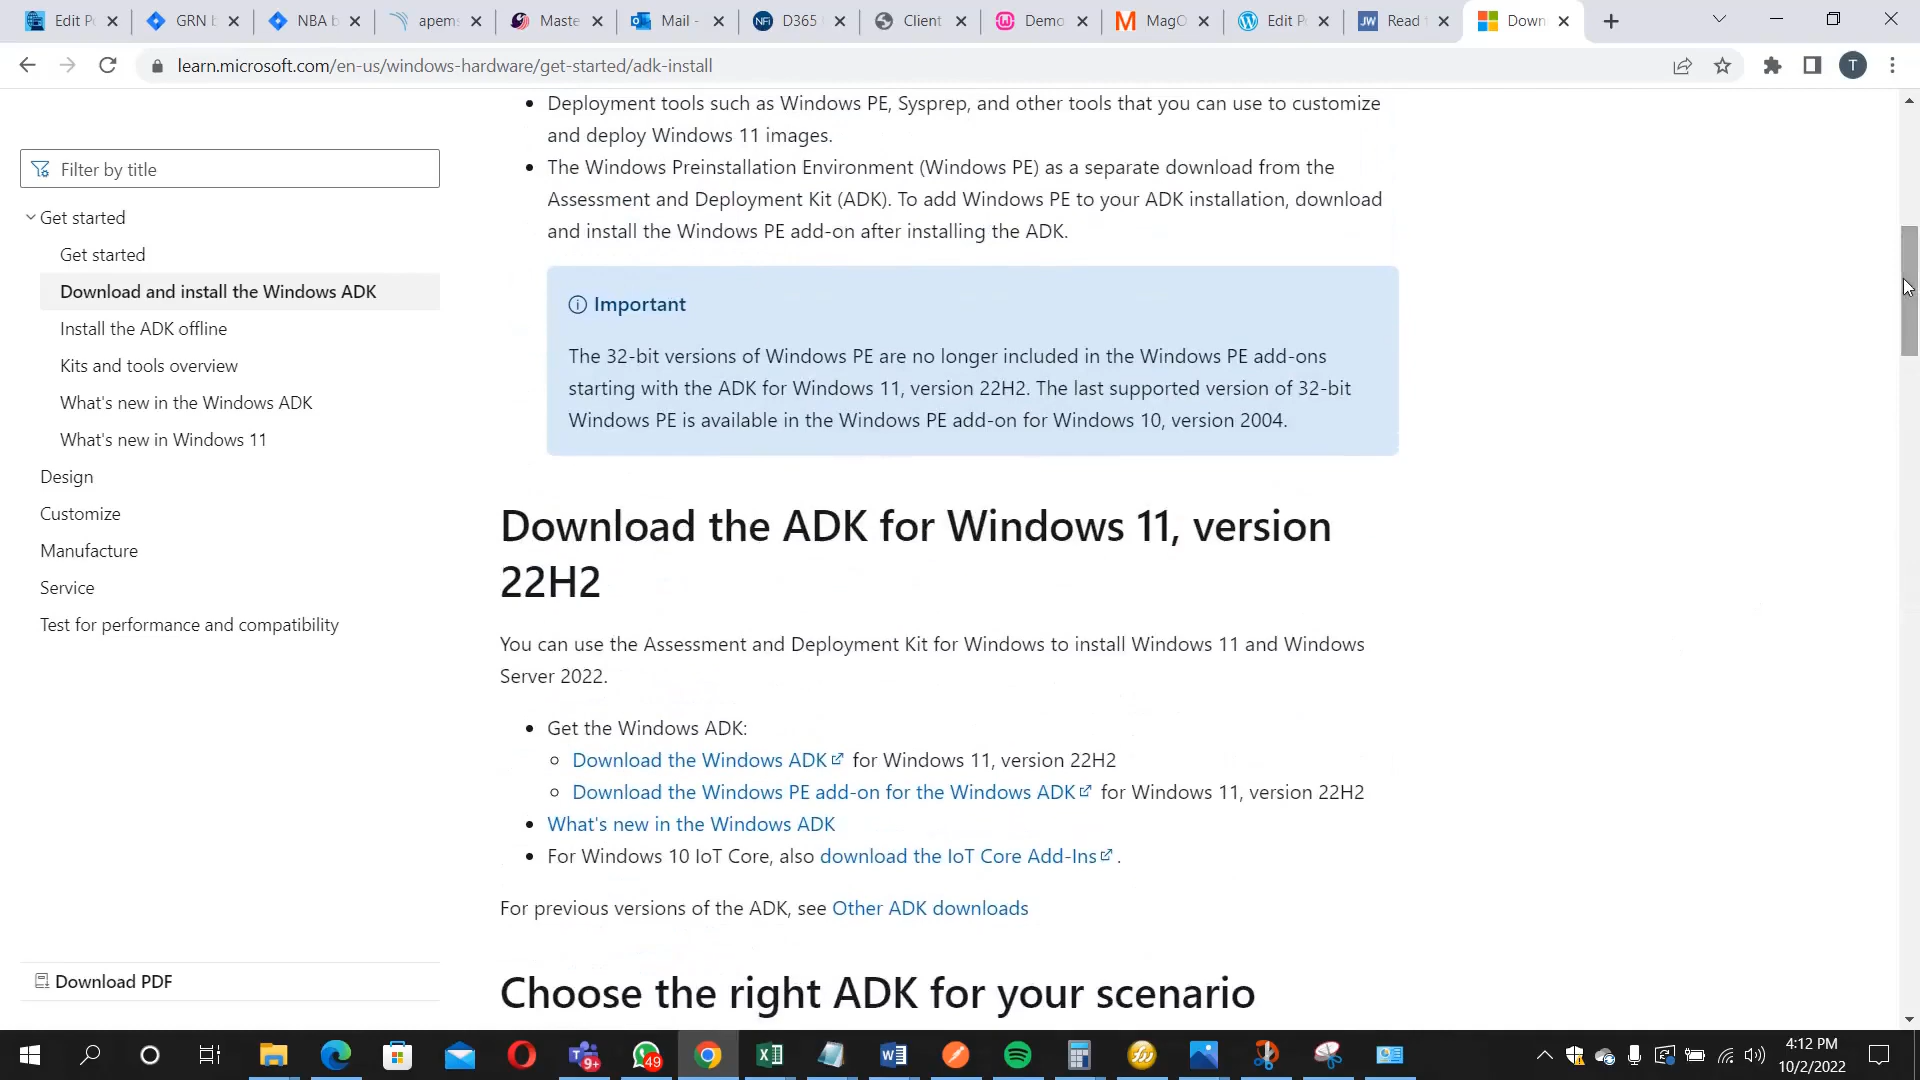 Edit P
GRN b
NBA b
apem
Maste
Mail -
D365
Client
Demo
MagO
Edit P
Read
Down
learn.microsoft.com/en-us/windows-hardware/get-started/adk-install
T
Filter by title
Get started
Get started
Download and install the Windows ADK
Install the ADK offline
Kits and tools overview
What's new in the Windows ADK
What's new in Windows 11
Design
Customize
Manufacture
Service
Test for performance and compatibility
Download PDF
• Deployment tools such as Windows PE, Sysprep, and other tools that you can use to customize
and deploy Windows 11 images.
• The Windows Preinstallation Environment (Windows PE) as a separate download from the
Assessment and Deployment Kit (ADK). To add Windows PE to your ADK installation, download
and install the Windows PE add-on after installing the ADK.
Important
The 32-bit versions of Windows PE are no longer included in the Windows PE add-ons
starting with the ADK for Windows 11, version 22H2. The last supported version of 32-bit
Windows PE is available in the Windows PE add-on for Windows 10, version 2004.
Download the ADK for Windows 11, version
22H2
You can use the Assessment and Deployment Kit for Windows to install Windows 11 and Windows
Server 2022.
• Get the Windows ADK:
○ Download the Windows ADK for Windows 11, version 22H2
○ Download the Windows PE add-on for the Windows ADK for Windows 11, version 22H2
• What's new in the Windows ADK
• For Windows 10 IoT Core, also download the IoT Core Add-Ins .
For previous versions of the ADK, see Other ADK downloads
Choose the right ADK for your scenario
9+
49
4:12 PM
10/2/2022